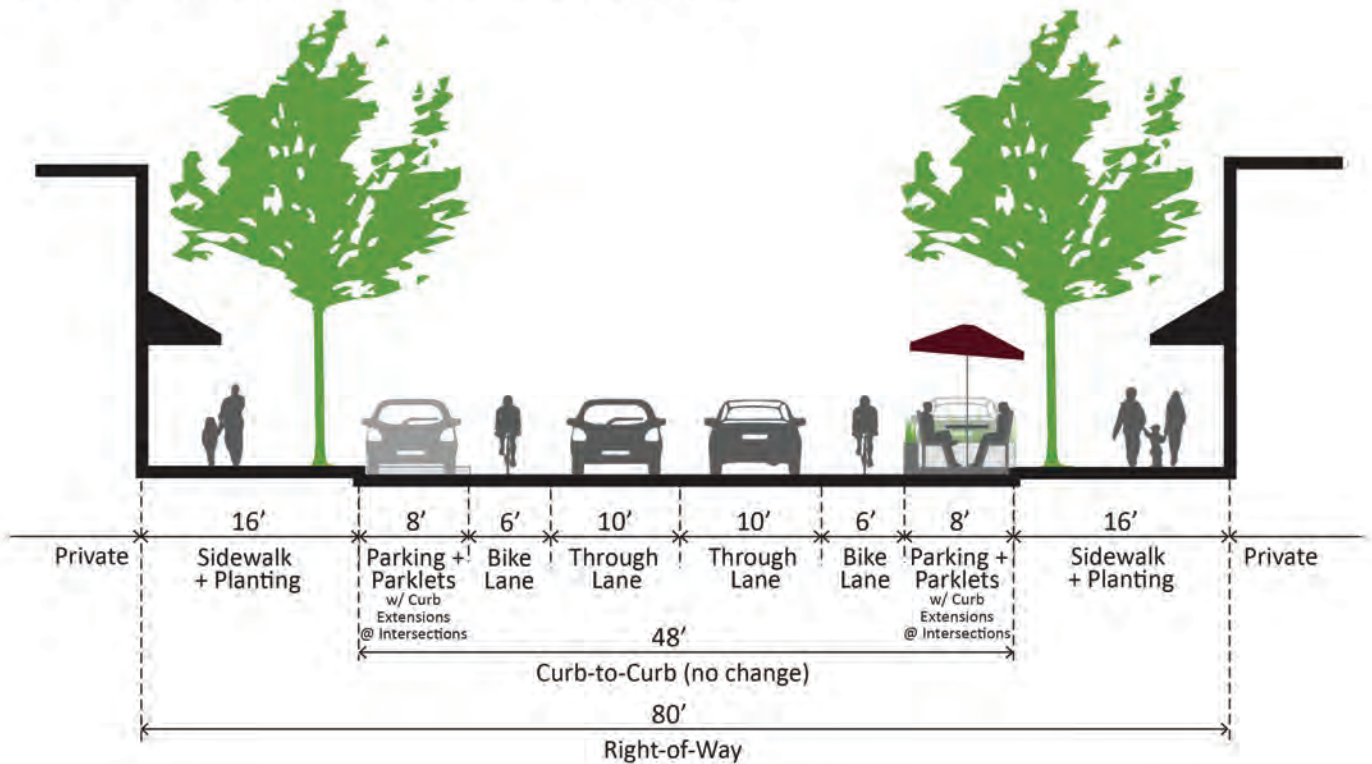 16’ 8’ 6’ 10’ 10’ 6’ 8’ 16’
Private
Sidewalk
+ Planting
Parking +
Parklets
w/ Curb
Extensions
@ Intersections
Bike
Lane
Through
Lane
Through
Lane
Bike
Lane
Parking +
Parklets
w/ Curb
Extensions
@ Intersections
Sidewalk
+ Planting
Private
48’
Curb-to-Curb (no change)
80’
Right-of-Way